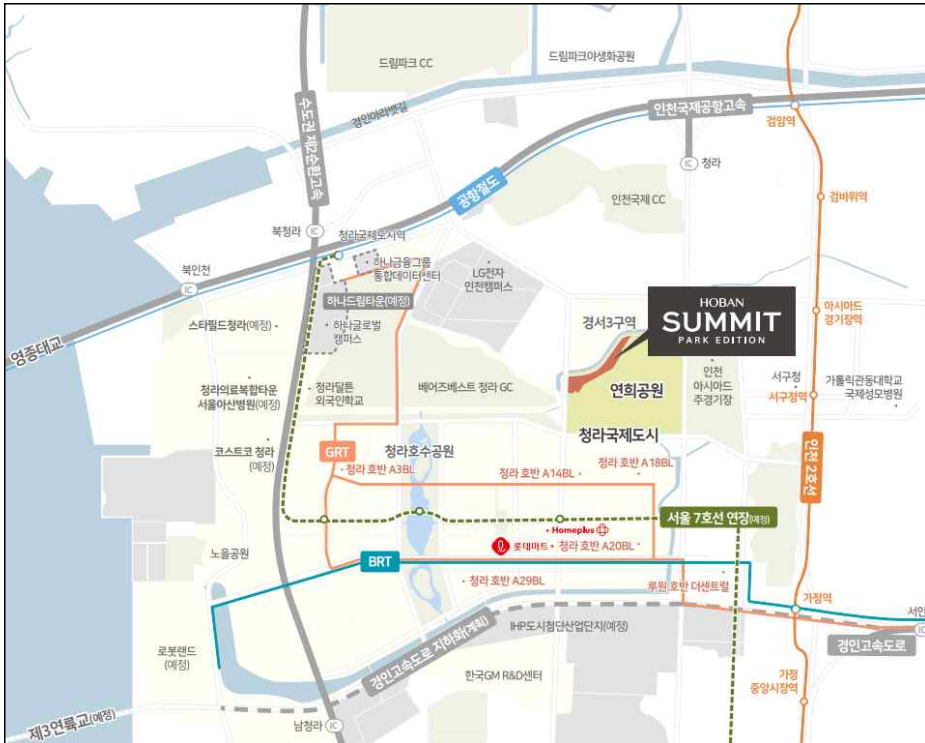 드림파크 CC
드림파크야생화공원
수도권 제2순환고속
경인아라뱃길
인천국제공항고속
검암역
IC
청라
공항철도
인천국제 CC
검바위역
북청라
IC
청라국제도시역
북인천
IC
하나금융그룹
통합데이터센터
LG전자
인천캠퍼스
하나드림타운(예정)
HOBAN
SUMMIT
PARK EDITION
아시아드
경기장역
스타필드청라(예정)
하나글로벌
캠퍼스
경서3구역
영종대교
청라의료복합타운
서울아산병원(예정)
청라달튼
외국인학교
베어즈베스트 청라 GC
연희공원
인천
아시아드
주경기장
서구청
서구청역
가톨릭관동대학교
국제성모병원
코스트코 청라
(예정)
GRT
청라호수공원
청라국제도시
인천 2호선
청라 호반 A3BL
청라 호반 A14BL
청라 호반 A18BL
서울 7호선 연장(예정)
Homeplus
롯데마트
청라 호반 A20BL
노을공원
BRT
청라 호반 A29BL
루원 호반 더센트럴
가정역
서인
IC
경인고속도로 지하화(계획)
IHP도시첨단산업단지(예정)
경인고속도로
로봇랜드
(예정)
한국GM R&D센터
가정
중앙시장역
제3연륙교(예정)
남청라
IC